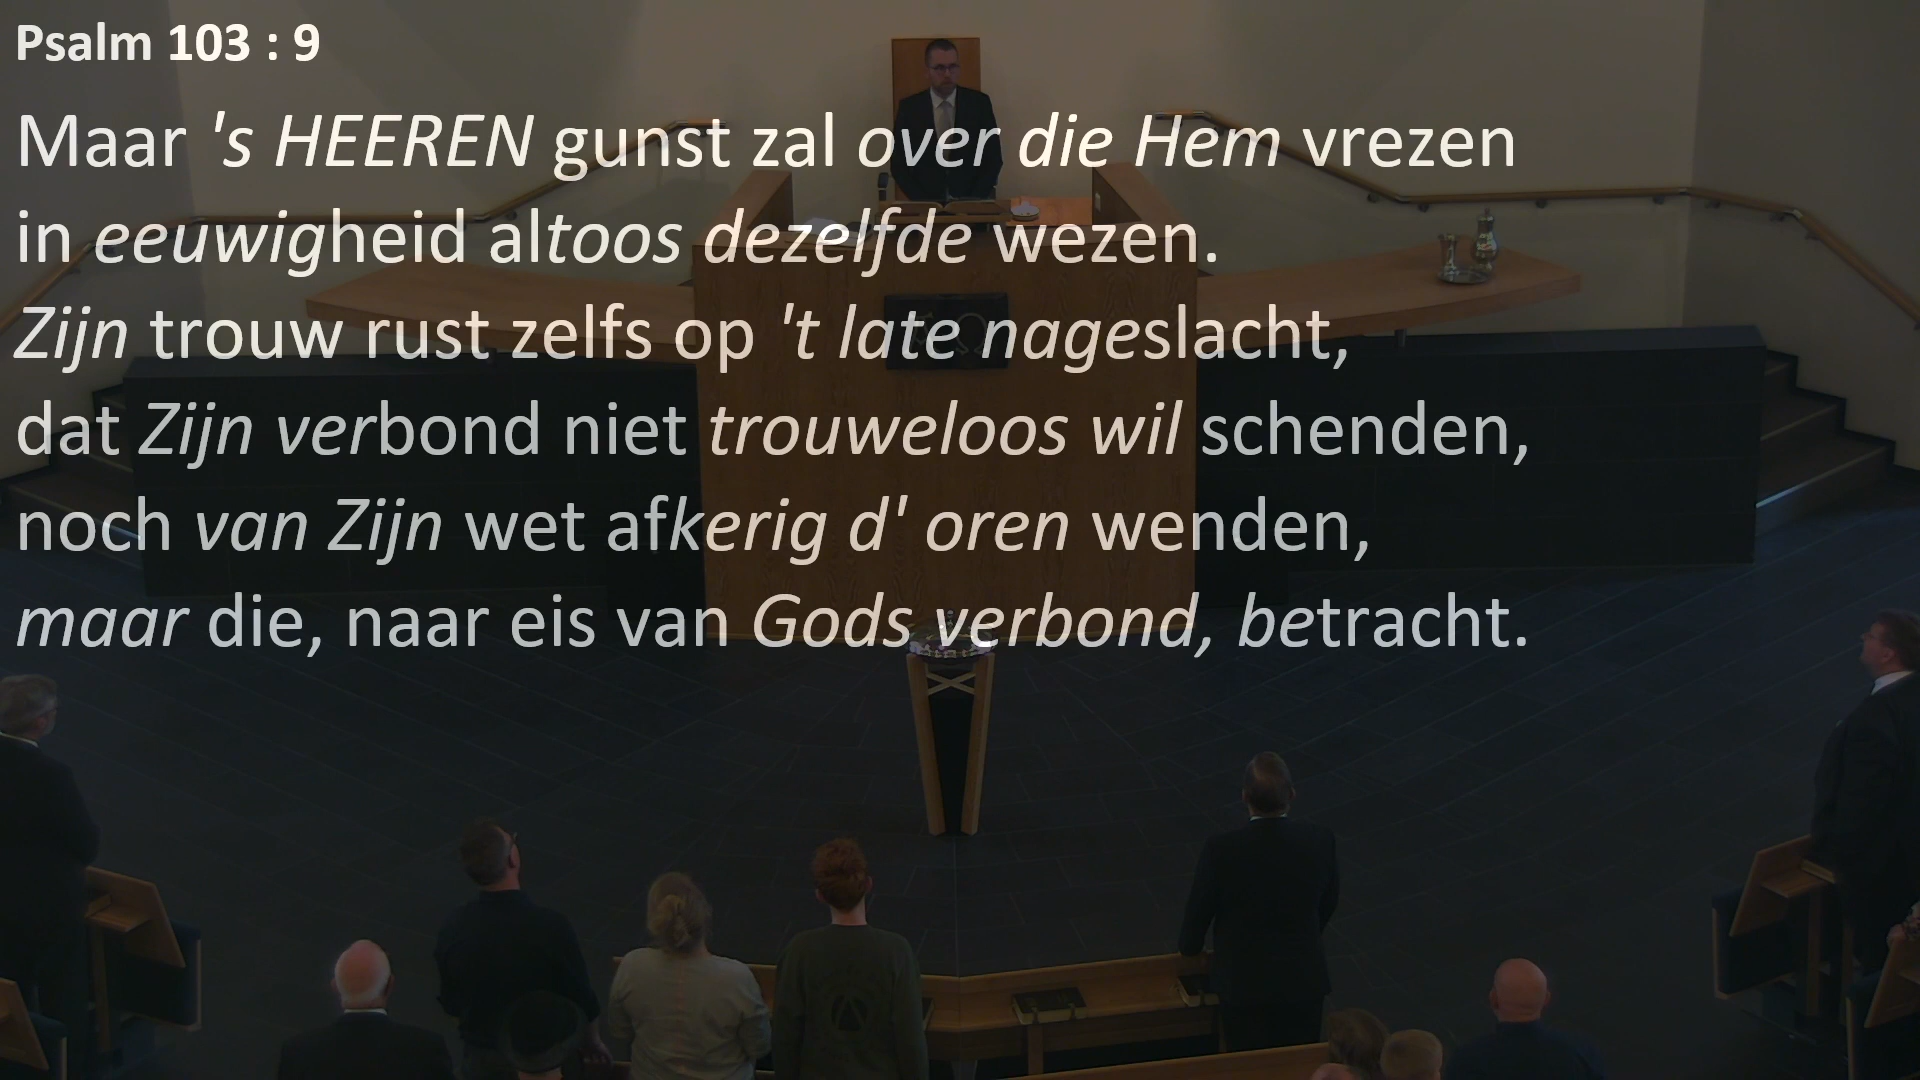 Psalm 103 : 9
Maar 's HEEREN gunst zal over die Hem vrezen
in eeuwigheid altoos dezelfde wezen.
Zijn trouw rust zelfs op 't late nageslacht,
dat Zijn verbond niet trouweloos wil schenden,
noch van Zijn wet afkerig d' oren wenden,
maar die, naar eis van Gods verbond, betracht.